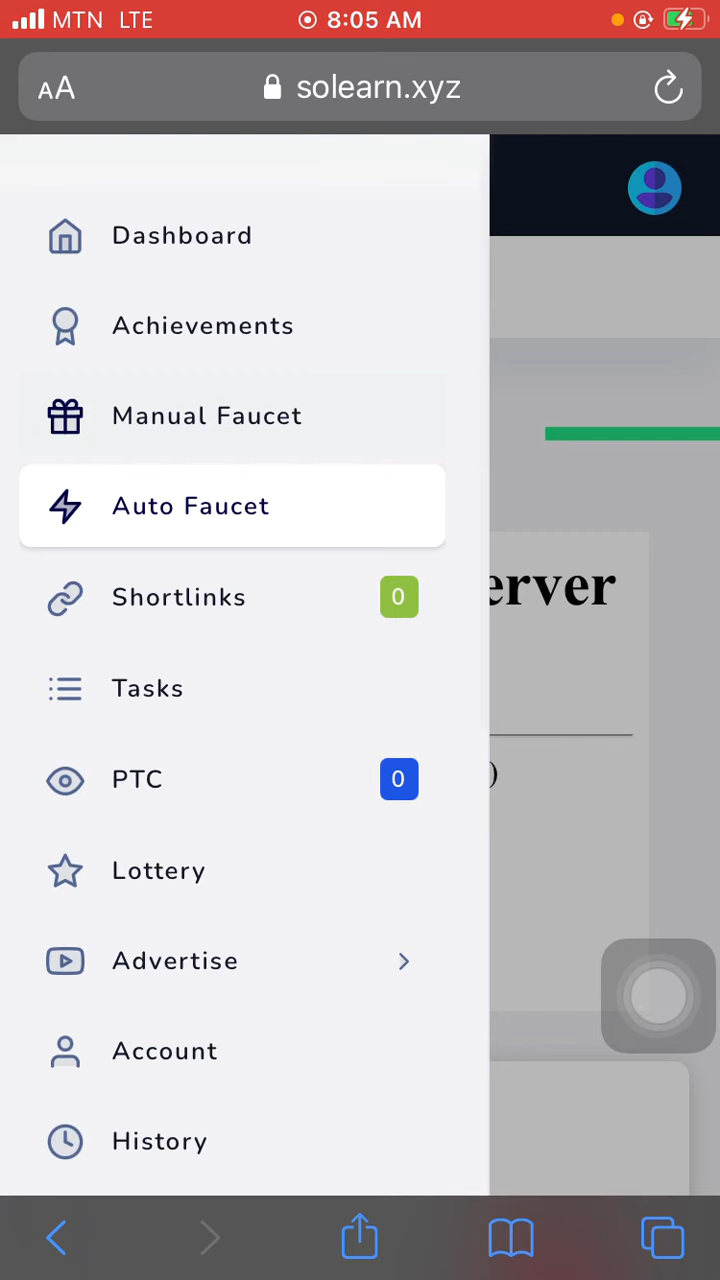 MTN LTE 8:05 AM
AA solearn.xyz
Dashboard
Achievements
Manual Faucet
Auto Faucet
erver
Shortlinks 0
Tasks
PTC 0
)
Lottery
Advertise
Account
History